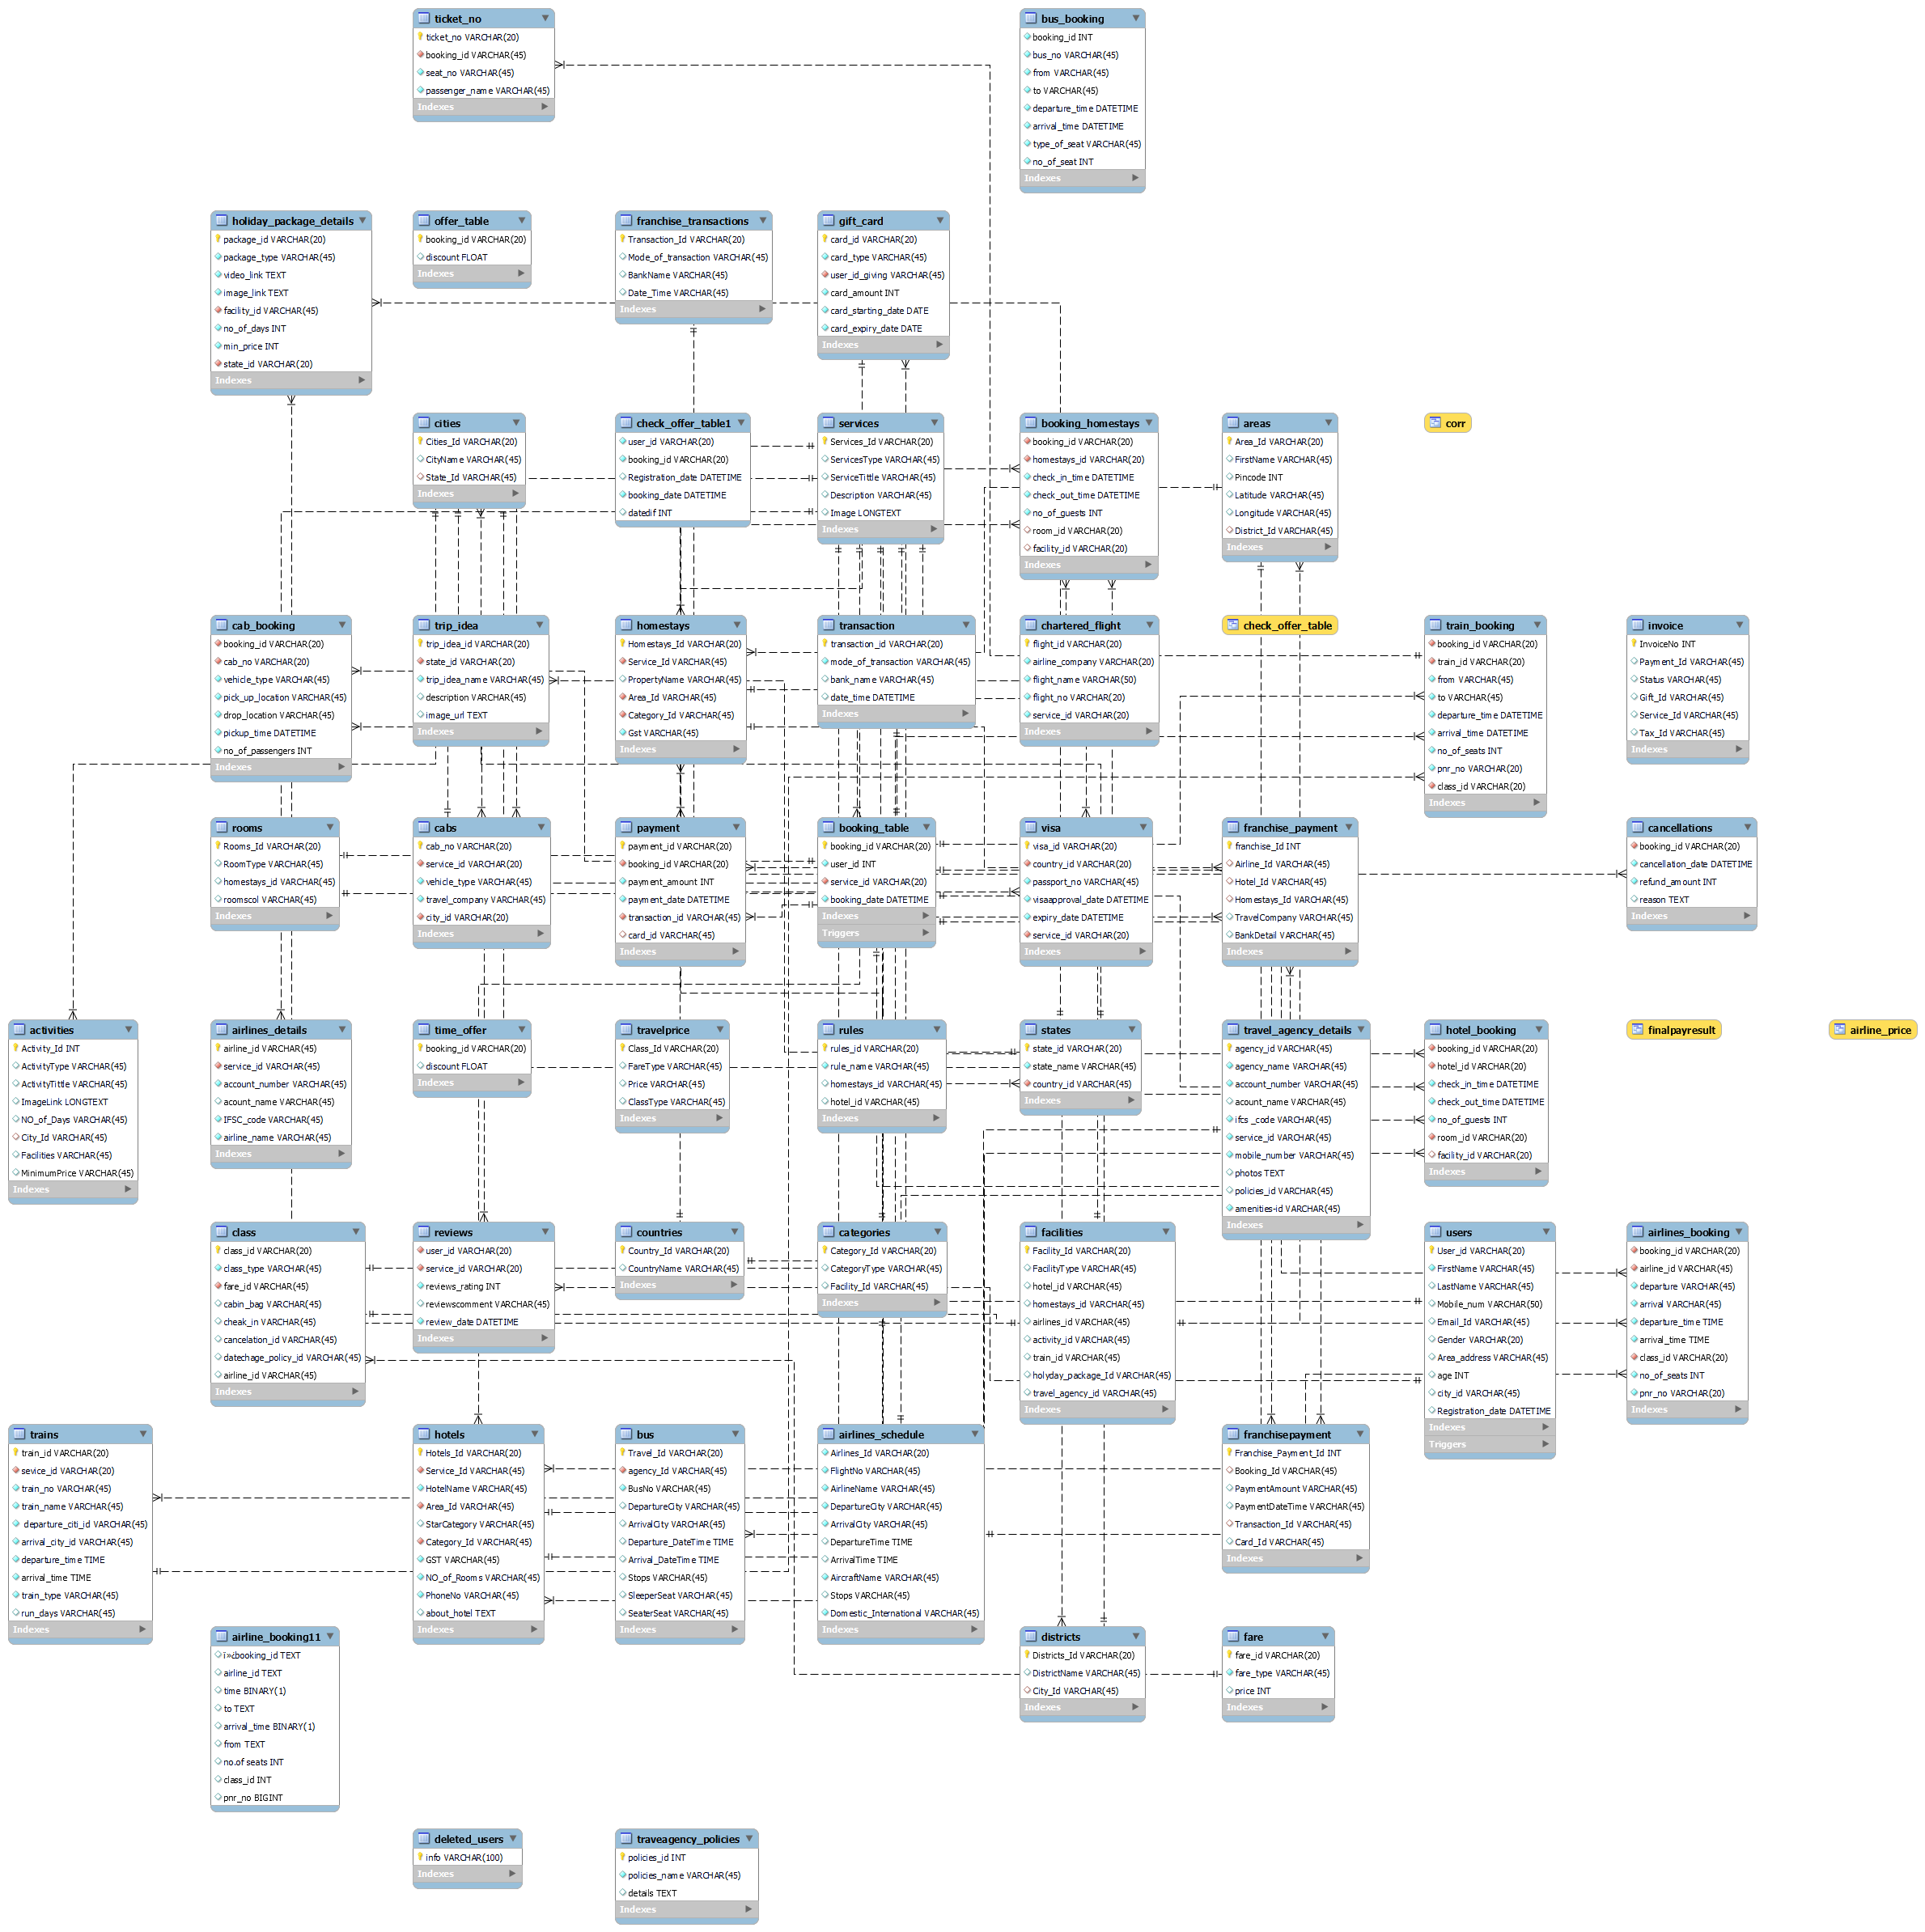 ticket_no
ticket_no VARCHAR(20)
booking_id VARCHAR(45)
seat_no VARCHAR(45)
passenger_name VARCHAR(45)
Indexes
bus_booking
booking_id INT
bus_no VARCHAR(45)
from VARCHAR(45)
to VARCHAR(45)
departure_time DATETIME
arrival_time DATETIME
type_of_seat VARCHAR(45)
no_of_seat INT
Indexes
holiday_package_details
package_id VARCHAR(20)
package_type VARCHAR(45)
video_link TEXT
image_link TEXT
facility_id VARCHAR(45)
no_of_days INT
min_price INT
state_id VARCHAR(20)
Indexes
offer_table
booking_id VARCHAR(20)
discount FLOAT
Indexes
franchise_transactions
Transaction_Id VARCHAR(20)
Mode_of_transaction VARCHAR(45)
BankName VARCHAR(45)
Date_Time VARCHAR(45)
Indexes
gift_card
card_id VARCHAR(20)
card_type VARCHAR(45)
user_id_giving VARCHAR(45)
card_amount INT
card_starting_date DATE
card_expiry_date DATE
Indexes
cities
Cities_Id VARCHAR(20)
CityName VARCHAR(45)
State_Id VARCHAR(45)
Indexes
check_offer_table1
user_id VARCHAR(20)
booking_id VARCHAR(20)
Registration_date DATETIME
booking_date DATETIME
datedif INT
services
Services_Id VARCHAR(20)
ServicesType VARCHAR(45)
ServiceTittle VARCHAR(45)
Description VARCHAR(45)
Image LONGTEXT
Indexes
booking_homestays
booking_id VARCHAR(20)
homestays_id VARCHAR(20)
check_in_time DATETIME
check_out_time DATETIME
no_of_guests INT
room_id VARCHAR(20)
facility_id VARCHAR(20)
Indexes
areas
Area_Id VARCHAR(20)
FirstName VARCHAR(45)
Pincode INT
Latitude VARCHAR(45)
Longitude VARCHAR(45)
District_Id VARCHAR(45)
Indexes
corr
cab_booking
booking_id VARCHAR(20)
cab_no VARCHAR(20)
vehicle_type VARCHAR(45)
pick_up_location VARCHAR(45)
drop_location VARCHAR(45)
pickup_time DATETIME
no_of_passengers INT
Indexes
trip_idea
trip_idea_id VARCHAR(20)
state_id VARCHAR(20)
trip_idea_name VARCHAR(45)
description VARCHAR(45)
image_url TEXT
Indexes
homestays
Homestays_Id VARCHAR(20)
Service_Id VARCHAR(45)
PropertyName VARCHAR(45)
Area_Id VARCHAR(45)
Category_Id VARCHAR(45)
Gst VARCHAR(45)
Indexes
transaction
transaction_id VARCHAR(20)
mode_of_transaction VARCHAR(45)
bank_name VARCHAR(45)
date_time DATETIME
Indexes
chartered_flight
flight_id VARCHAR(20)
airline_company VARCHAR(20)
flight_name VARCHAR(50)
flight_no VARCHAR(20)
service_id VARCHAR(20)
Indexes
check_offer_table
train_booking
booking_id VARCHAR(20)
train_id VARCHAR(20)
from VARCHAR(45)
to VARCHAR(45)
departure_time DATETIME
arrival_time DATETIME
no_of_seats INT
pnr_no VARCHAR(20)
class_id VARCHAR(20)
Indexes
invoice
InvoiceNo INT
Payment_Id VARCHAR(45)
Status VARCHAR(45)
Gift_Id VARCHAR(45)
Service_Id VARCHAR(45)
Tax_Id VARCHAR(45)
Indexes
rooms
Rooms_Id VARCHAR(20)
RoomType VARCHAR(45)
homestays_id VARCHAR(45)
roomscol VARCHAR(45)
Indexes
cabs
cab_no VARCHAR(20)
service_id VARCHAR(20)
vehicle_type VARCHAR(45)
travel_company VARCHAR(45)
city_id VARCHAR(20)
Indexes
payment
payment_id VARCHAR(20)
booking_id VARCHAR(20)
payment_amount INT
payment_date DATETIME
transaction_id VARCHAR(45)
card_id VARCHAR(45)
Indexes
booking_table
booking_id VARCHAR(20)
user_id INT
service_id VARCHAR(20)
booking_date DATETIME
Indexes
Triggers
visa
visa_id VARCHAR(20)
country_id VARCHAR(20)
passport_no VARCHAR(45)
visaapproval_date DATETIME
expiry_date DATETIME
service_id VARCHAR(20)
Indexes
franchise_payment
franchise_Id INT
Airline_Id VARCHAR(45)
Hotel_Id VARCHAR(45)
Homestays_Id VARCHAR(45)
TravelCompany VARCHAR(45)
BankDetail VARCHAR(45)
Indexes
cancellations
booking_id VARCHAR(20)
cancellation_date DATETIME
refund_amount INT
reason TEXT
Indexes
activities
Activity_Id INT
ActivityType VARCHAR(45)
ActivityTittle VARCHAR(45)
ImageLink LONGTEXT
NO_of_Days VARCHAR(45)
City_Id VARCHAR(45)
Facilities VARCHAR(45)
MinimumPrice VARCHAR(45)
Indexes
airlines_details
airline_id VARCHAR(45)
service_id VARCHAR(45)
account_number VARCHAR(45)
acount_name VARCHAR(45)
IFSC_code VARCHAR(45)
airline_name VARCHAR(45)
Indexes
time_offer
booking_id VARCHAR(20)
discount FLOAT
Indexes
travelprice
Class_Id VARCHAR(20)
FareType VARCHAR(45)
Price VARCHAR(45)
ClassType VARCHAR(45)
Indexes
rules
rules_id VARCHAR(20)
rule_name VARCHAR(45)
homestays_id VARCHAR(45)
hotel_id VARCHAR(45)
Indexes
states
state_id VARCHAR(20)
state_name VARCHAR(45)
country_id VARCHAR(45)
Indexes
travel_agency_details
agency_id VARCHAR(45)
agency_name VARCHAR(45)
account_number VARCHAR(45)
acount_name VARCHAR(45)
ifcs _code VARCHAR(45)
service_id VARCHAR(45)
mobile_number VARCHAR(45)
photos TEXT
policies_id VARCHAR(45)
amenities-id VARCHAR(45)
Indexes
hotel_booking
booking_id VARCHAR(20)
hotel_id VARCHAR(20)
check_in_time DATETIME
check_out_time DATETIME
no_of_guests INT
room_id VARCHAR(20)
facility_id VARCHAR(20)
Indexes
finalpayresult
airline_price
class
class_id VARCHAR(20)
class_type VARCHAR(45)
fare_id VARCHAR(45)
cabin_bag VARCHAR(45)
cheak_in VARCHAR(45)
cancelation_id VARCHAR(45)
datechage_policy_id VARCHAR(45)
airline_id VARCHAR(45)
Indexes
reviews
user_id VARCHAR(20)
service_id VARCHAR(20)
reviews_rating INT
reviewscomment VARCHAR(45)
review_date DATETIME
Indexes
countries
Country_Id VARCHAR(20)
CountryName VARCHAR(45)
Indexes
categories
Category_Id VARCHAR(20)
CategoryType VARCHAR(45)
Facility_Id VARCHAR(45)
Indexes
facilities
Facility_Id VARCHAR(20)
FacilityType VARCHAR(45)
hotel_id VARCHAR(45)
homestays_id VARCHAR(45)
airlines_id VARCHAR(45)
activity_id VARCHAR(45)
train_id VARCHAR(45)
holyday_package_Id VARCHAR(45)
travel_agency_id VARCHAR(45)
Indexes
users
User_id VARCHAR(20)
FirstName VARCHAR(45)
LastName VARCHAR(45)
Mobile_num VARCHAR(50)
Email_Id VARCHAR(45)
Gender VARCHAR(20)
Area_address VARCHAR(45)
age INT
city_id VARCHAR(45)
Registration_date DATETIME
Indexes
Triggers
airlines_booking
booking_id VARCHAR(20)
airline_id VARCHAR(45)
departure VARCHAR(45)
arrival VARCHAR(45)
departure_time TIME
arrival_time TIME
class_id VARCHAR(20)
no_of_seats INT
pnr_no VARCHAR(20)
Indexes
trains
train_id VARCHAR(20)
sevice_id VARCHAR(20)
train_no VARCHAR(45)
train_name VARCHAR(45)
departure_citi_id VARCHAR(45)
arrival_city_id VARCHAR(45)
departure_time TIME
arrival_time TIME
train_type VARCHAR(45)
run_days VARCHAR(45)
Indexes
hotels
Hotels_Id VARCHAR(20)
Service_Id VARCHAR(45)
HotelName VARCHAR(45)
Area_Id VARCHAR(45)
StarCategory VARCHAR(45)
Category_Id VARCHAR(45)
GST VARCHAR(45)
NO_of_Rooms VARCHAR(45)
PhoneNo VARCHAR(45)
about_hotel TEXT
Indexes
bus
Travel_Id VARCHAR(20)
agency_Id VARCHAR(45)
BusNo VARCHAR(45)
DepartureCity VARCHAR(45)
ArrivalCity VARCHAR(45)
Departure_DateTime TIME
Arrival_DateTime TIME
Stops VARCHAR(45)
SleeperSeat VARCHAR(45)
SeaterSeat VARCHAR(45)
Indexes
airlines_schedule
Airlines_Id VARCHAR(20)
FlightNo VARCHAR(45)
AirlineName VARCHAR(45)
DepartureCity VARCHAR(45)
ArrivalCity VARCHAR(45)
DepartureTime TIME
ArrivalTime TIME
AircraftName VARCHAR(45)
Stops VARCHAR(45)
Domestic_International VARCHAR(45)
Indexes
franchisepayment
Franchise_Payment_Id INT
Booking_Id VARCHAR(45)
PaymentAmount VARCHAR(45)
PaymentDateTime VARCHAR(45)
Transaction_Id VARCHAR(45)
Card_Id VARCHAR(45)
Indexes
airline_booking11
ï»¿booking_id TEXT
airline_id TEXT
time BINARY(1)
to TEXT
arrival_time BINARY(1)
from TEXT
no.of seats INT
class_id INT
pnr_no BIGINT
districts
Districts_Id VARCHAR(20)
DistrictName VARCHAR(45)
City_Id VARCHAR(45)
Indexes
fare
fare_id VARCHAR(20)
fare_type VARCHAR(45)
price INT
Indexes
deleted_users
info VARCHAR(100)
Indexes
traveagency_policies
policies_id INT
policies_name VARCHAR(45)
details TEXT
Indexes